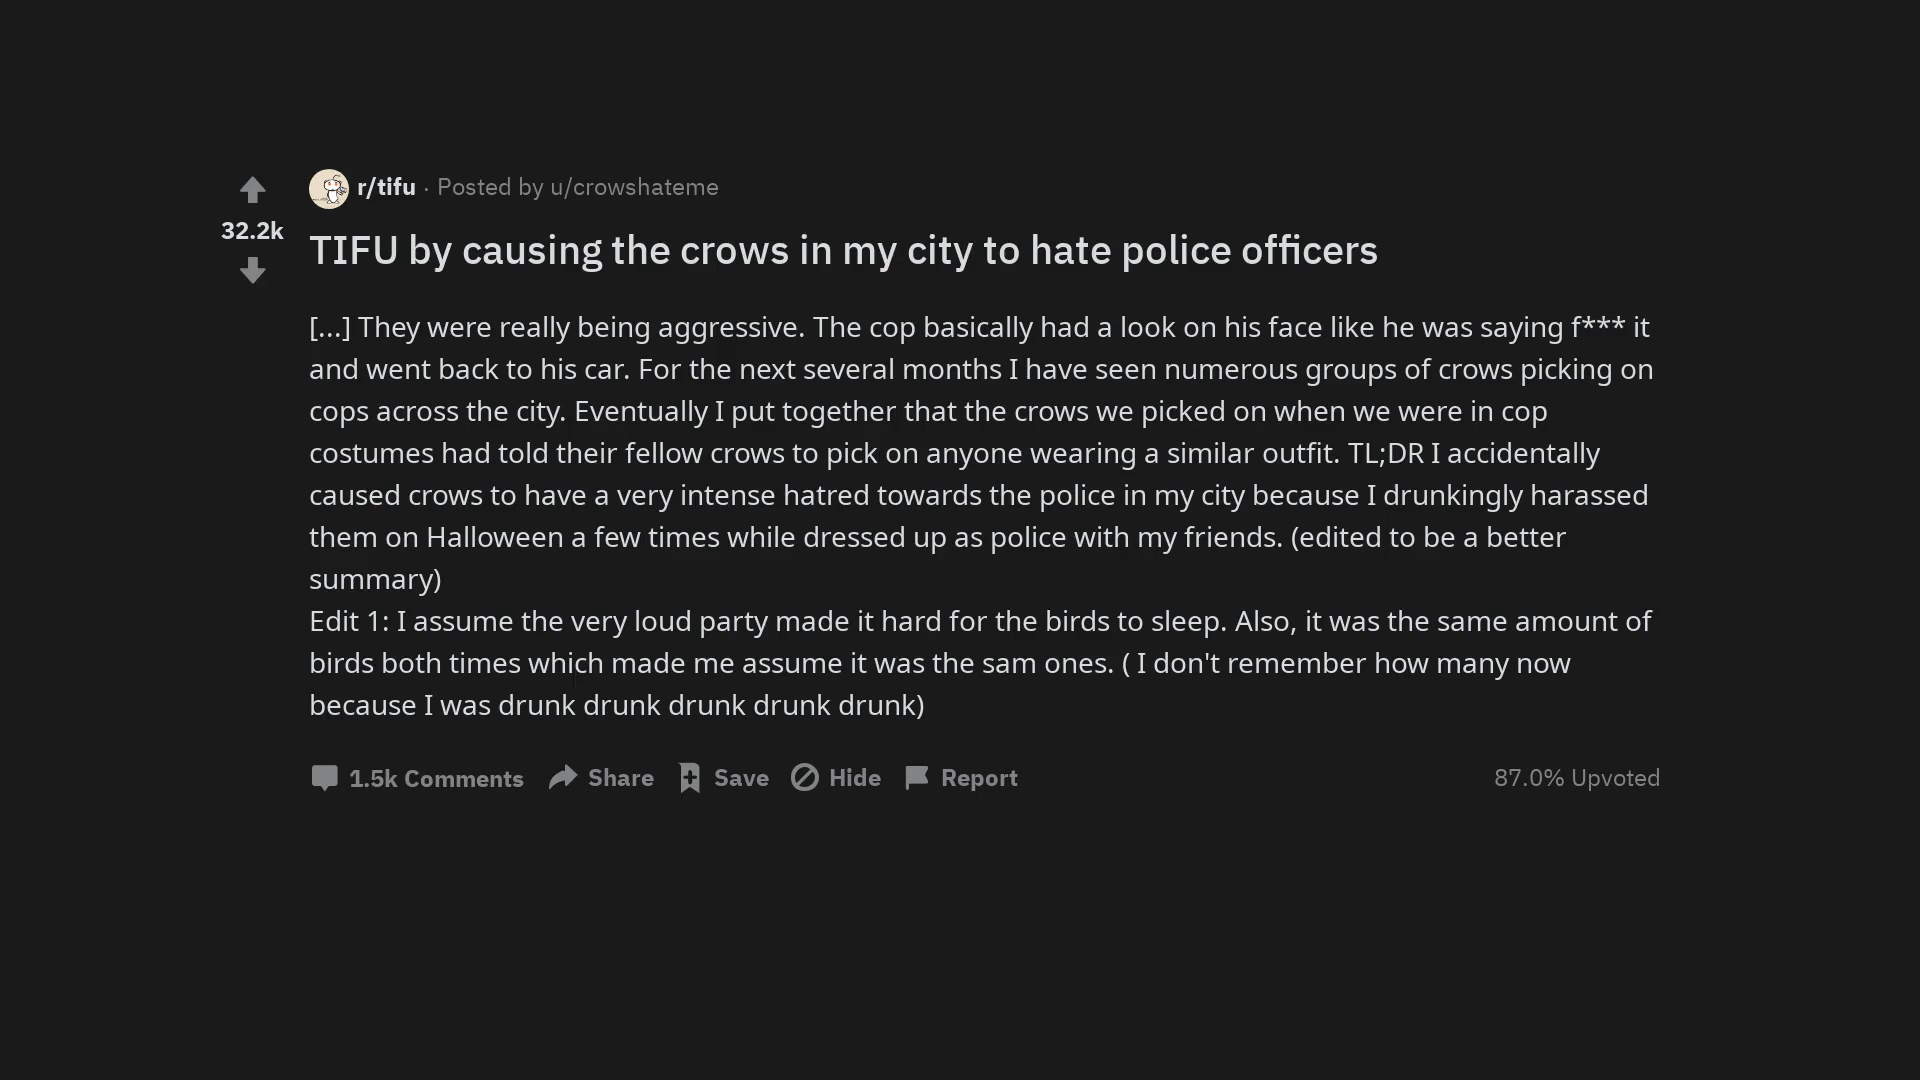 r/tifu · Posted by u/crowshateme
32.2k
TIFU by causing the crows in my city to hate police officers
[...] They were really being aggressive. The cop basically had a look on his face like he was saying f*** it
and went back to his car. For the next several months I have seen numerous groups of crows picking on
cops across the city. Eventually I put together that the crows we picked on when we were in cop
costumes had told their fellow crows to pick on anyone wearing a similar outfit. TL;DR I accidentally
caused crows to have a very intense hatred towards the police in my city because I drunkingly harassed
them on Halloween a few times while dressed up as police with my friends. (edited to be a better
summary)
Edit 1: I assume the very loud party made it hard for the birds to sleep. Also, it was the same amount of
birds both times which made me assume it was the sam ones. ( I don't remember how many now
because I was drunk drunk drunk drunk drunk)
1.5k Comments Share Save Hide Report 87.0% Upvoted